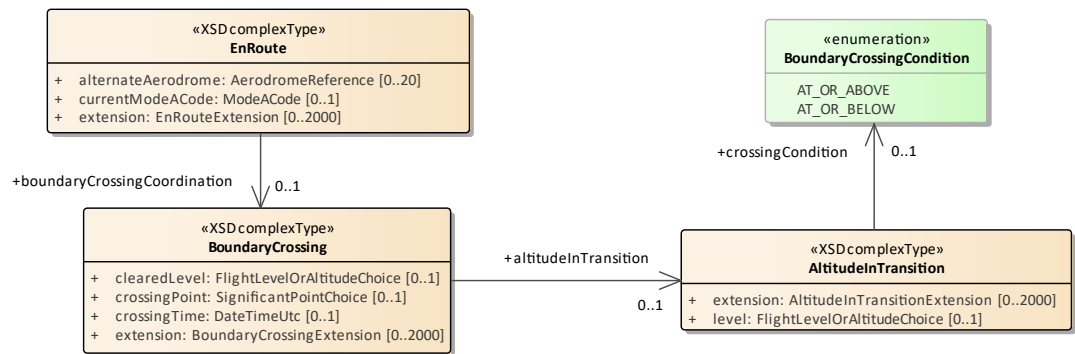 «XSDcomplexType»
EnRoute
+ alternateAerodrome: AerodromeReference [0..20]
+ currentModeACode: ModeACode [0..1]
+ extension: EnRouteExtension [0..2000]
«enumeration»
BoundaryCrossingCondition
AT_OR_ABOVE
AT_OR_BELOW
+crossingCondition
0..1
+boundaryCrossingCoordination
0..1
«XSDcomplexType»
BoundaryCrossing
+ clearedLevel: FlightLevelOrAltitudeChoice [0..1]
+ crossingPoint: SignificantPointChoice [0..1]
+ crossingTime: DateTimeUtc [0..1]
+ extension: BoundaryCrossingExtension [0..2000]
+altitudeInTransition
0..1
«XSDcomplexType»
AltitudeInTransition
+ extension: AltitudeInTransitionExtension [0..2000]
+ level: FlightLevelOrAltitudeChoice [0..1]